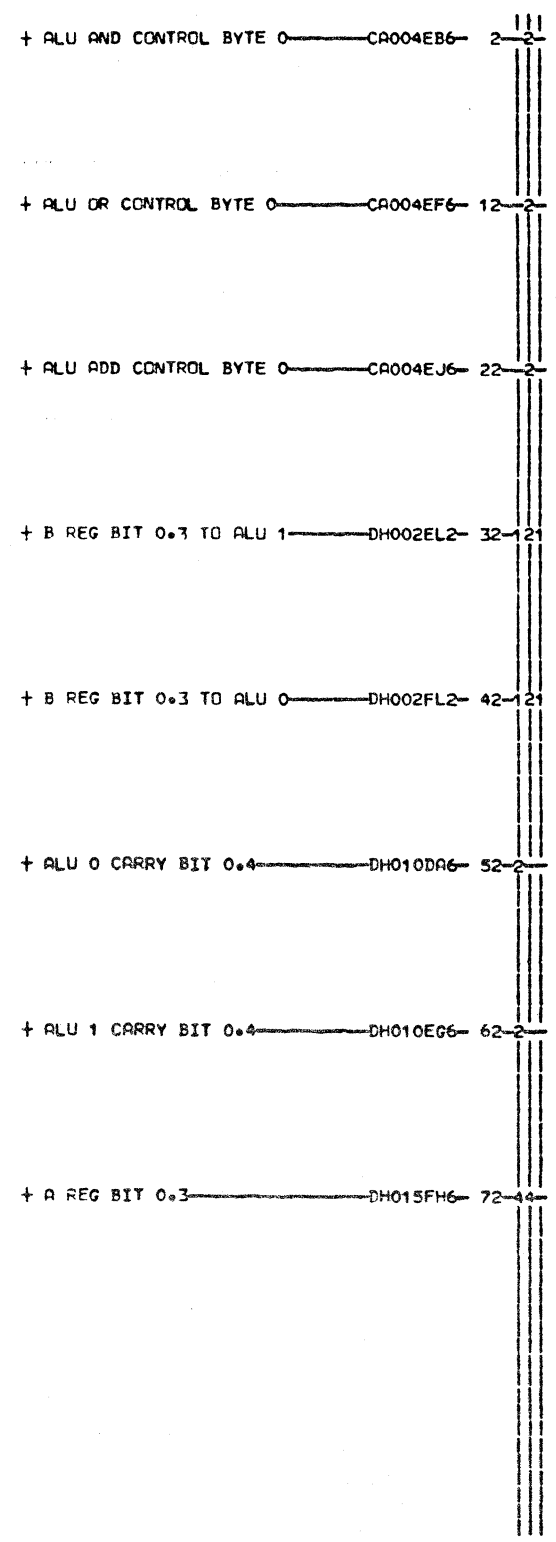 + ALU AND CONTROL BYTE 0 CA004EB6 2 2
+ ALU OR CONTROL BYTE 0 CA004EF6 12 2
+ ALU ADD CONTROL BYTE 0 CA004EJ6 22 2
+ B REG BIT 0.3 TO ALU 1 DH002EL2 32 121
+ B REG BIT 0.3 TO ALU 0 DH002FL2 42 121
+ ALU 0 CARRY BIT 0.4 DH010DA6 52 2
+ ALU 1 CARRY BIT 0.4 DH010EG6 62 2
+ A REG BIT 0.3 DH015FH6 72 44